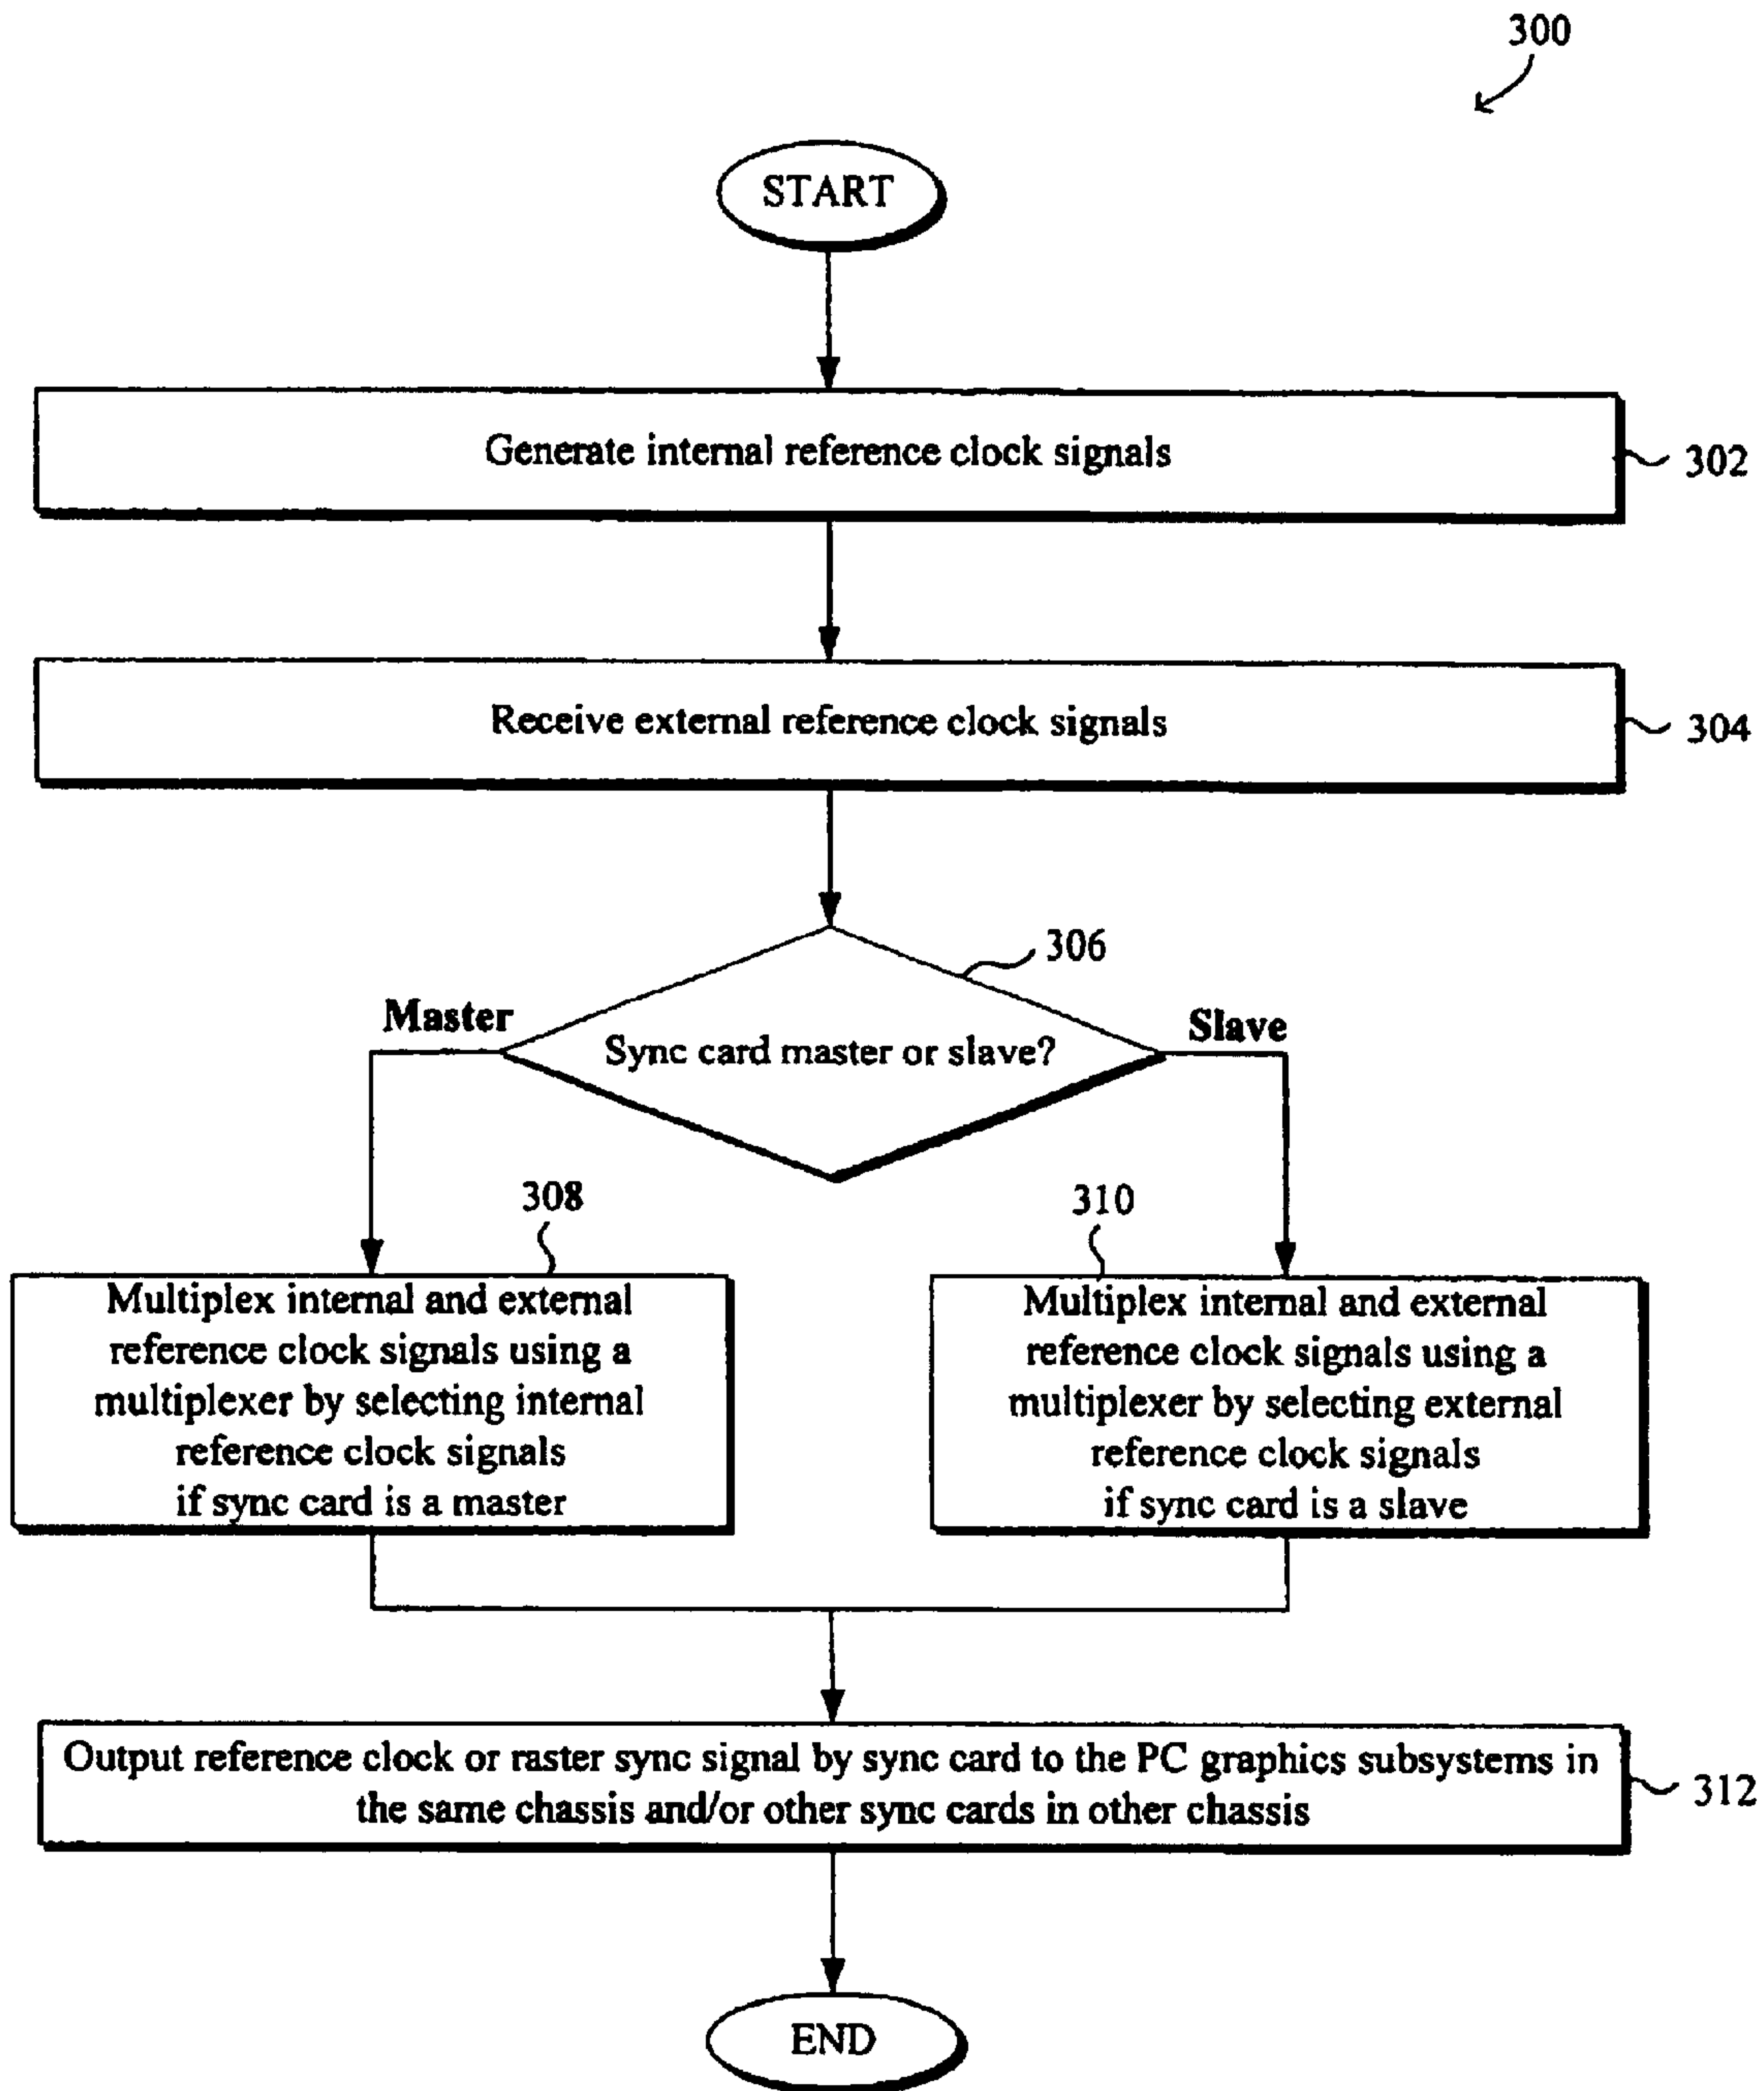 300
START
Generate internal reference clock signals
302
Receive external reference clock signals
304
306
Master
Slave
Sync card master or slave?
308
310
Multiplex internal and external
reference clock signals using a
multiplexer by selecting internal
reference clock signals
if sync card is a master
Multiplex internal and external
reference clock signals using a
multiplexer by selecting external
reference clock signals
if sync card is a slave
Output reference clock or raster sync signal by sync card to the PC graphics subsystems in
the same chassis and/or other sync cards in other chassis
312
END